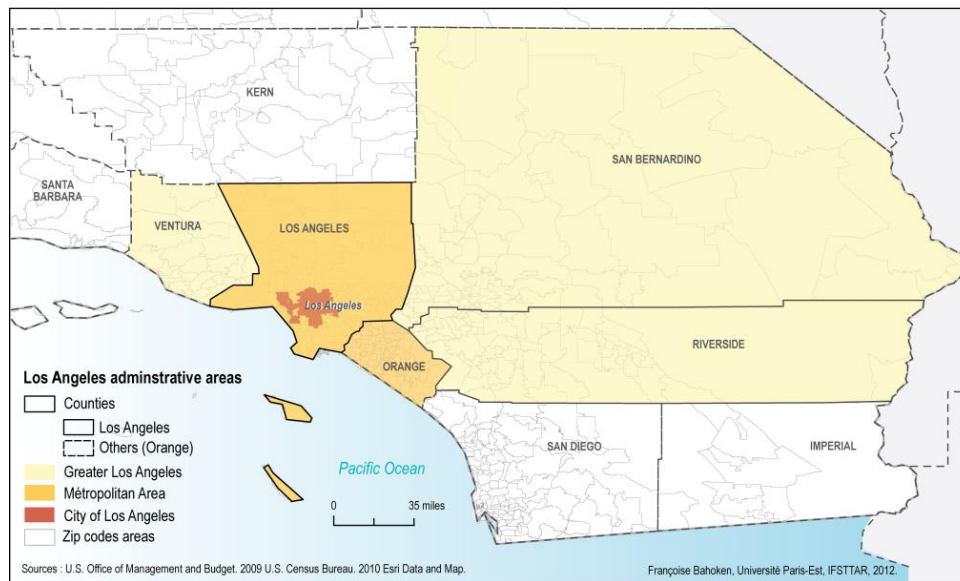 KERN
SAN BERNARDINO
SANTA
BARBARA
VENTURA
LOS ANGELES
Los Angeles
RIVERSIDE
ORANGE
SAN DIEGO
IMPERIAL
Pacific Ocean
0 35 miles
Los Angeles adminstrative areas
Counties
Los Angeles
Others (Orange)
Greater Los Angeles
Métropolitan Area
City of Los Angeles
Zip codes areas
Sources : U.S. Office of Management and Budget. 2009 U.S. Census Bureau. 2010 Esri Data and Map.
Françoise Bahoken, Université Paris-Est, IFSTTAR, 2012.